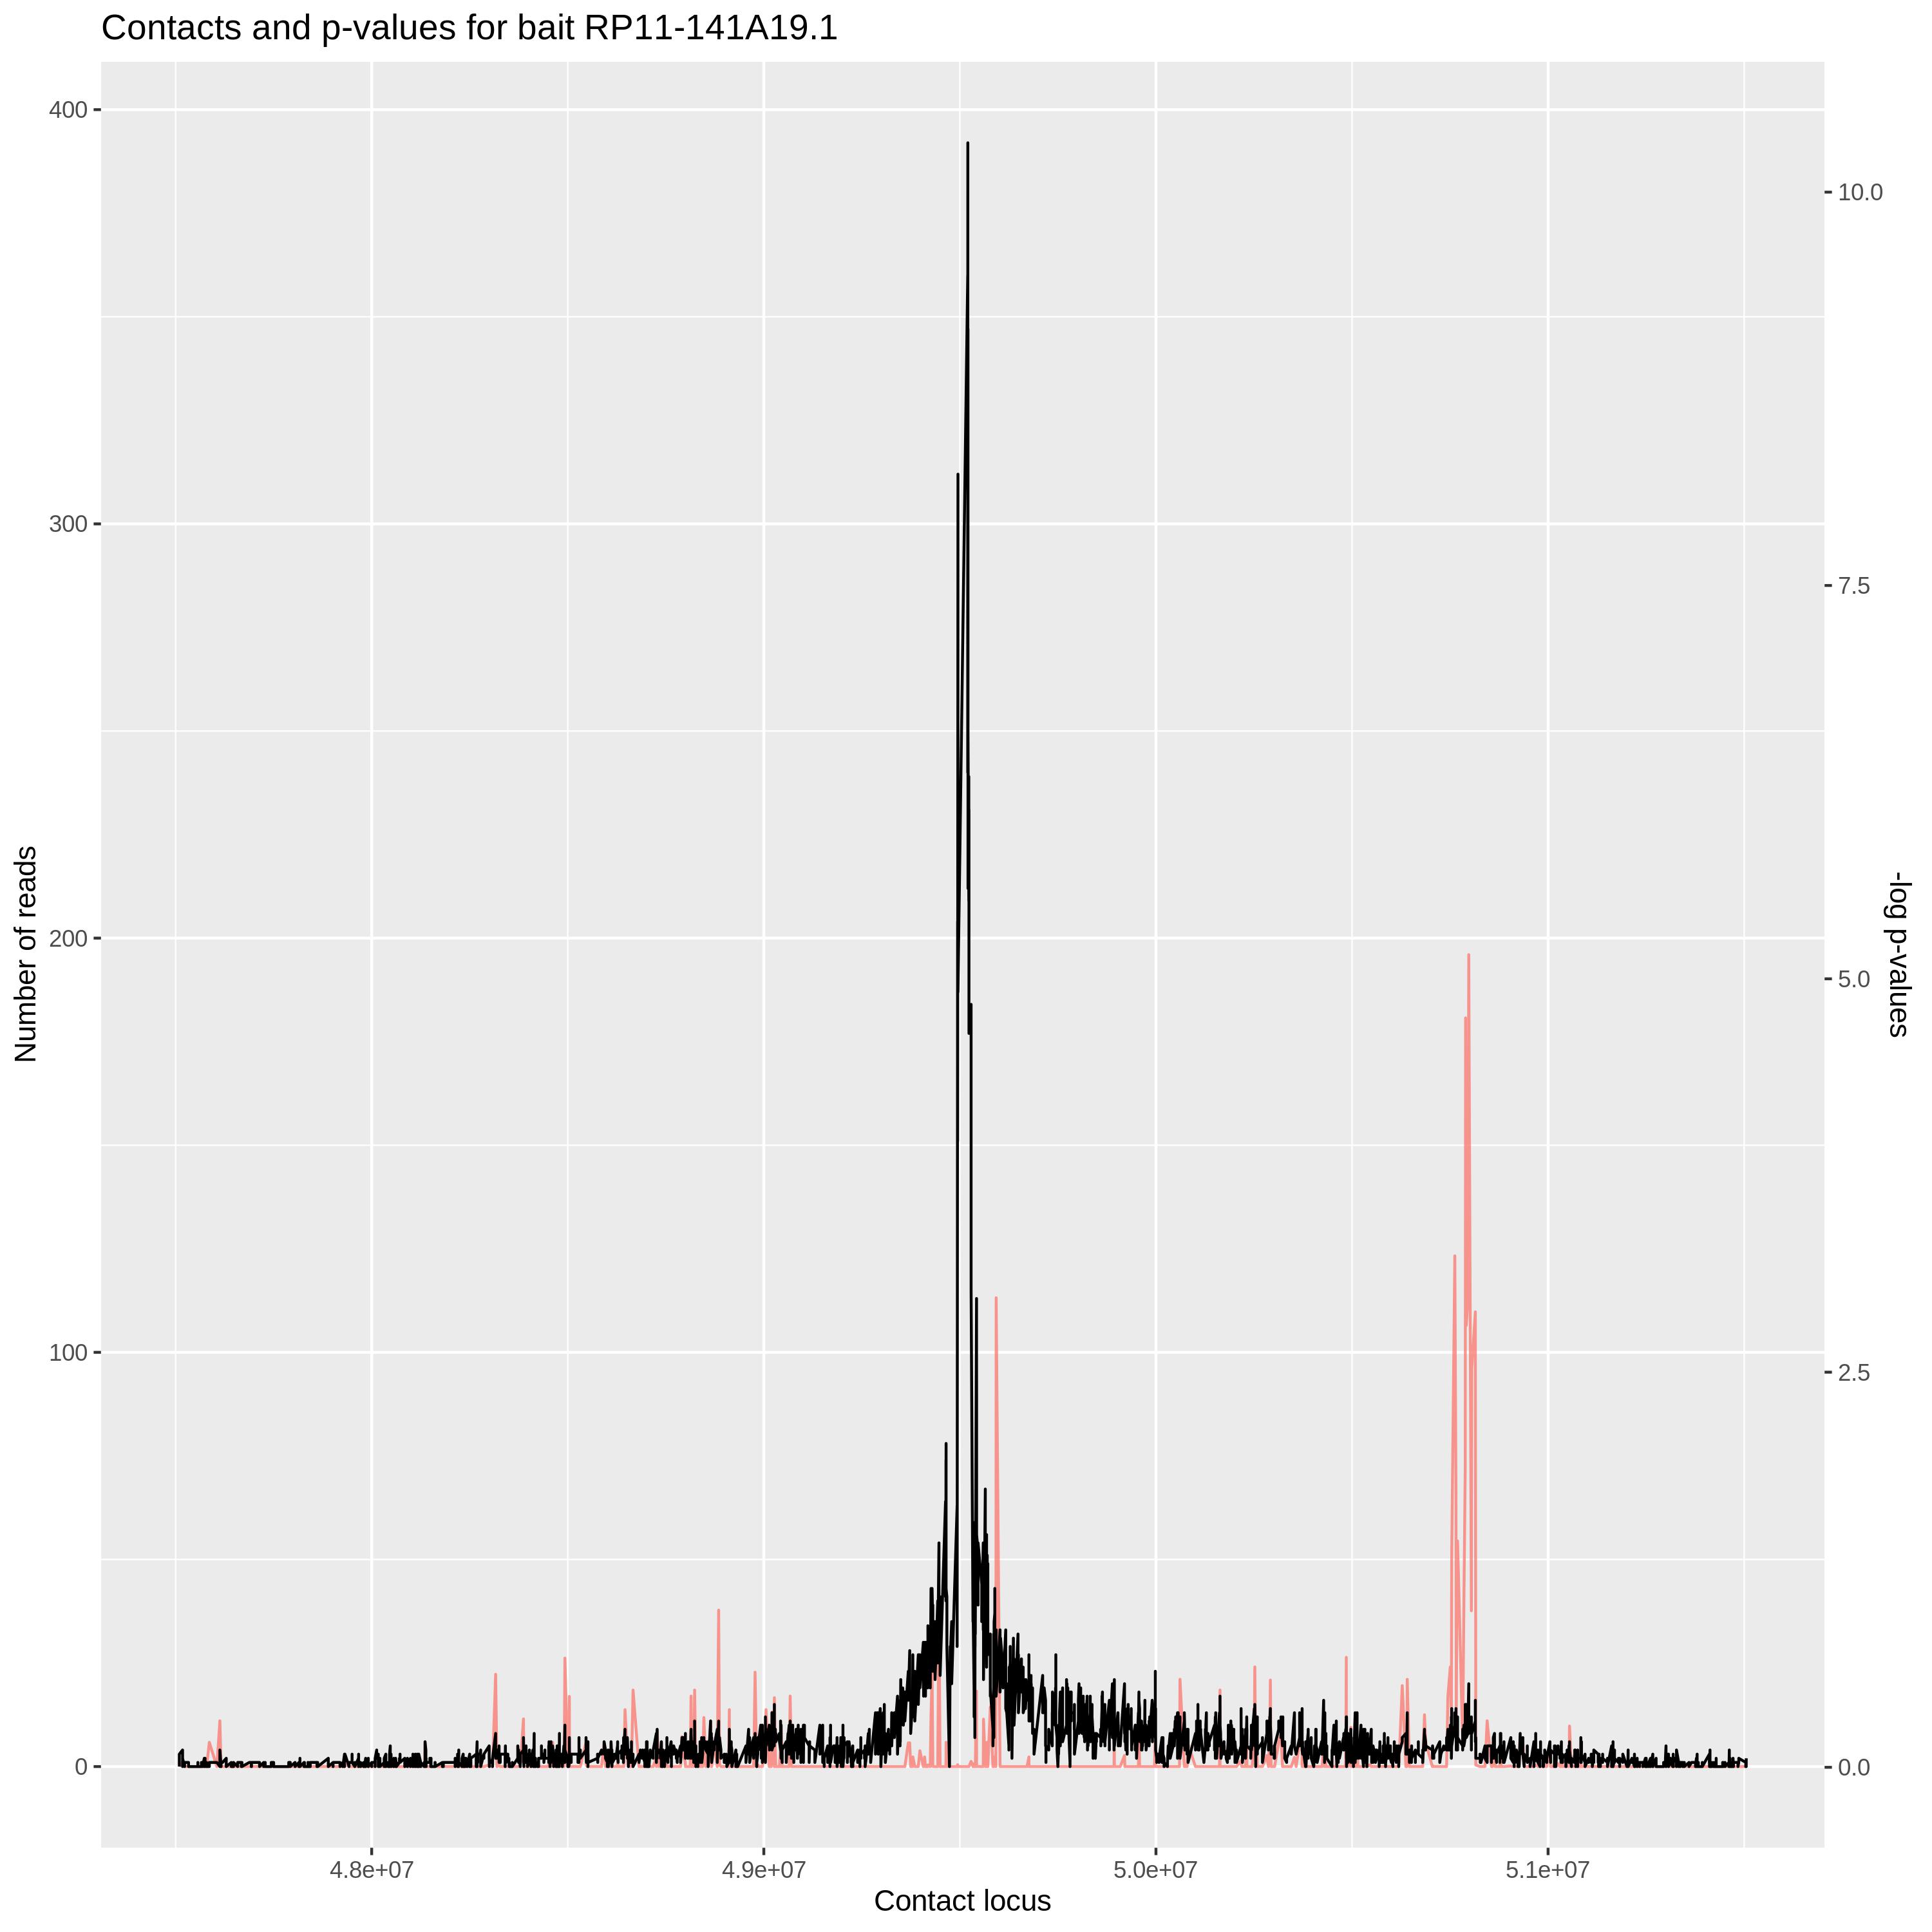 Contacts and p-values for bait RP11-141A19.1
400
300
200
100
0
Number of reads
10.0
7.5
5.0
2.5
0.0
-log p-values
4.8e+07
4.9e+07
5.0e+07
5.1e+07
Contact locus